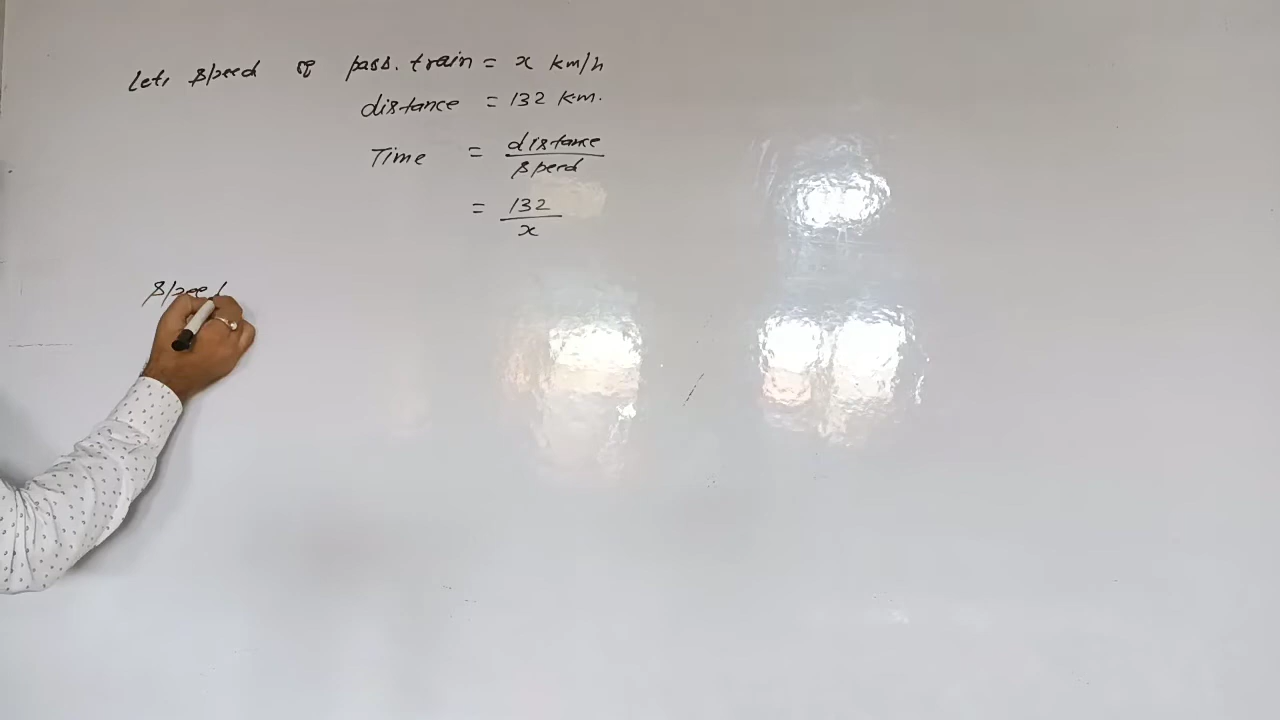 Let, speed of pass. train = x km/h
distance = 132 km.
Time = distance / speed
= 132 / x
Speed